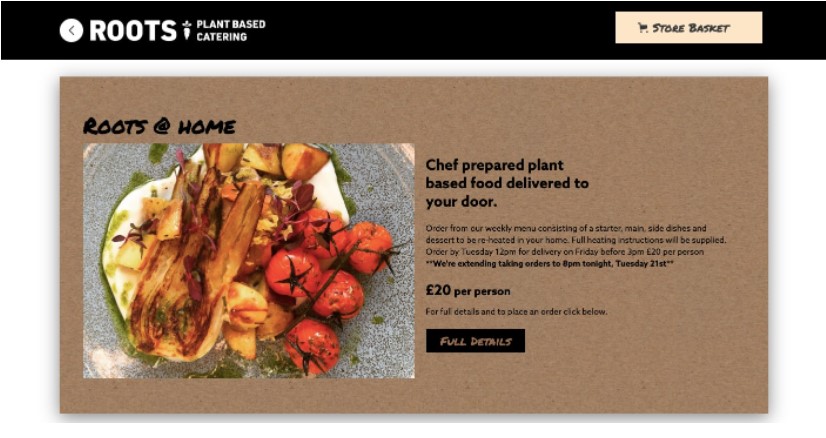 ROOTS PLANT BASED
CATERING
STORE BASKET
ROOTS @ HOME
Chef prepared plant
based food delivered to
your door.
Order from our weekly menu consisting of a starter, main, side dishes and
dessert to be re-heated in your home. Full heating instructions will be supplied.
Order by Tuesday 12pm for delivery on Friday before 3pm £20 per person
**We're extending taking orders to 8pm tonight, Tuesday 21st**
£20 per person
For full details and to place an order click below.
FULL DETAILS